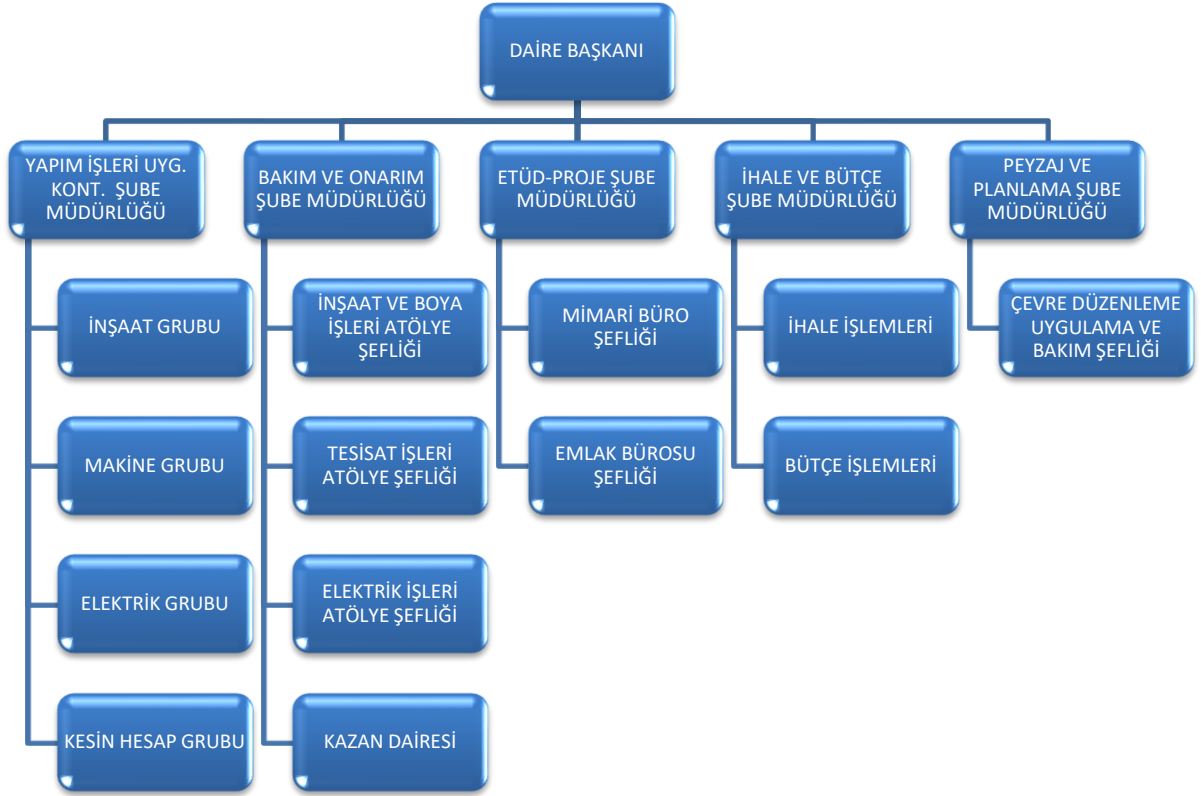 DAİRE BAŞKANI
YAPIM İŞLERİ UYG.
KONT. ŞUBE
MÜDÜRLÜĞÜ
BAKIM VE ONARIM
ŞUBE MÜDÜRLÜĞÜ
ETÜD-PROJE ŞUBE
MÜDÜRLÜĞÜ
İHALE VE BÜTÇE
ŞUBE MÜDÜRLÜĞÜ
PEYZAJ VE
PLANLAMA ŞUBE
MÜDÜRLÜĞÜ
İNŞAAT GRUBU
İNŞAAT VE BOYA
İŞLERİ ATÖLYE
ŞEFLİĞİ
MİMARİ BÜRO
ŞEFLİĞİ
İHALE İŞLEMLERİ
ÇEVRE DÜZENLEME
UYGULAMA VE
BAKIM ŞEFLİĞİ
MAKİNE GRUBU
TESİSAT İŞLERİ
ATÖLYE ŞEFLİĞİ
EMLAK BÜROSU
ŞEFLİĞİ
BÜTÇE İŞLEMLERİ
ELEKTRİK GRUBU
ELEKTRİK İŞLERİ
ATÖLYE ŞEFLİĞİ
KESİN HESAP GRUBU
KAZAN DAİRESİ